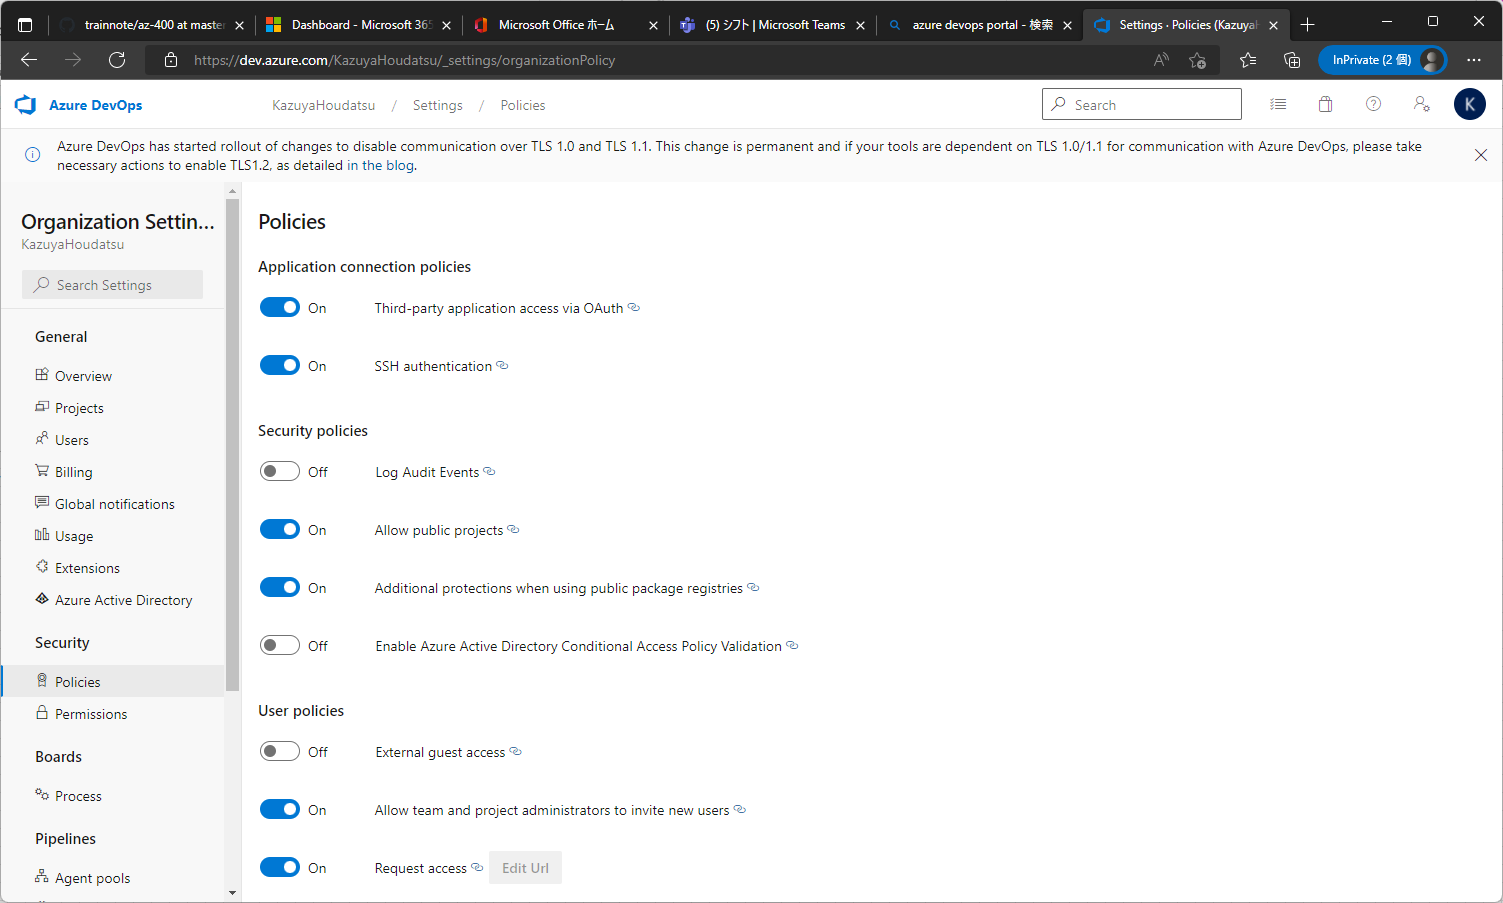 trainnote/az-400 at master
Dashboard - Microsoft 365
Microsoft Office ホーム
(5) シフト | Microsoft Teams
azure devops portal - 検索
Settings · Policies (Kazuya
https://dev.azure.com/KazuyaHoudatsu/_settings/organizationPolicy
InPrivate (2 個)
Azure DevOps
KazuyaHoudatsu / Settings / Policies
Search
K
Azure DevOps has started rollout of changes to disable communication over TLS 1.0 and TLS 1.1. This change is permanent and if your tools are dependent on TLS 1.0/1.1 for communication with Azure DevOps, please take
necessary actions to enable TLS1.2, as detailed in the blog.
Organization Settin...
KazuyaHoudatsu
Search Settings
General
Overview
Projects
Users
Billing
Global notifications
Usage
Extensions
Azure Active Directory
Security
Policies
Permissions
Boards
Process
Pipelines
Agent pools
Policies
Application connection policies
On Third-party application access via OAuth
On SSH authentication
Security policies
Off Log Audit Events
On Allow public projects
On Additional protections when using public package registries
Off Enable Azure Active Directory Conditional Access Policy Validation
User policies
Off External guest access
On Allow team and project administrators to invite new users
On Request access Edit Url